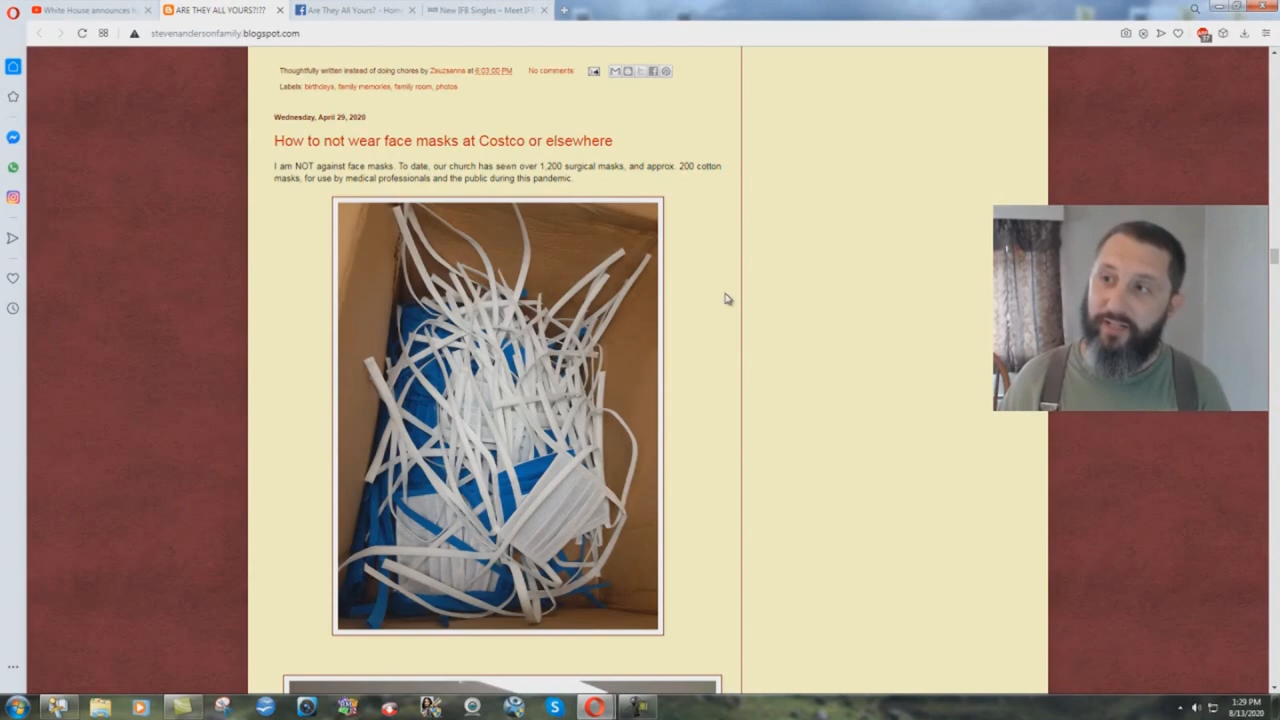 White House announces
ARE THEY ALL YOURS?!??
Are They All Yours? - Home
New IFB Singles – Meet IFB
stevenandersonfamily.blogspot.com
Thoughtfully written instead of doing chores by Zsuzsanna at 6:03:00 PM No comments:
Labels: birthdays, family memories, family room, photos
Wednesday, April 29, 2020
How to not wear face masks at Costco or elsewhere
I am NOT against face masks. To date, our church has sewn over 1,200 surgical masks, and approx. 200 cotton
masks, for use by medical professionals and the public during this pandemic.
1:29 PM
8/13/2020